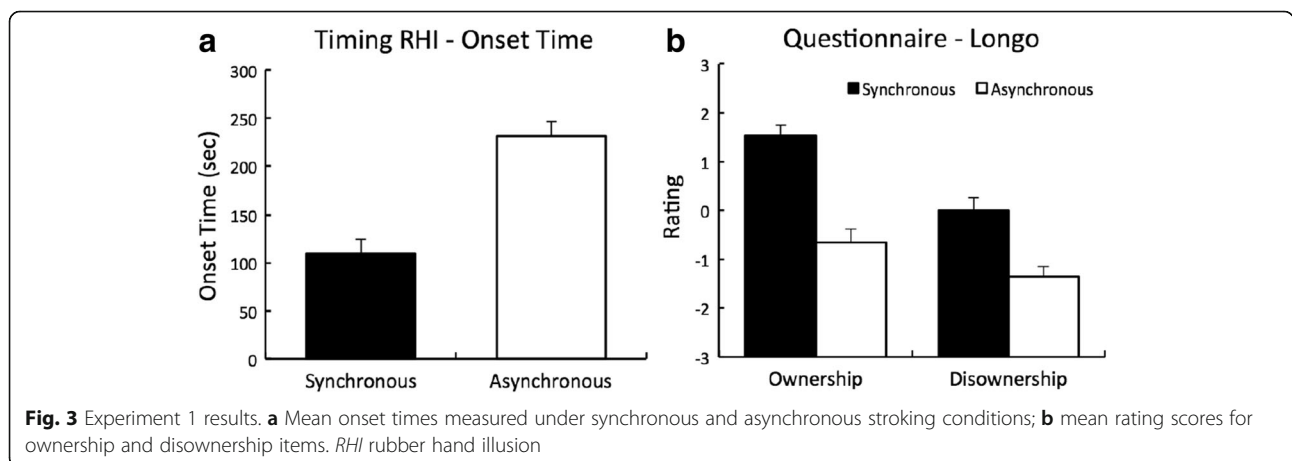 a Timing RHI - Onset Time
Onset Time (sec)
300
250
200
150
100
50
0
Synchronous Asynchronous
b Questionnaire - Longo
Synchronous Asynchronous
Rating
3
2
1
0
-1
-2
-3
Ownership Disownership
Fig. 3 Experiment 1 results. a Mean onset times measured under synchronous and asynchronous stroking conditions; b mean rating scores for
ownership and disownership items. RHI rubber hand illusion